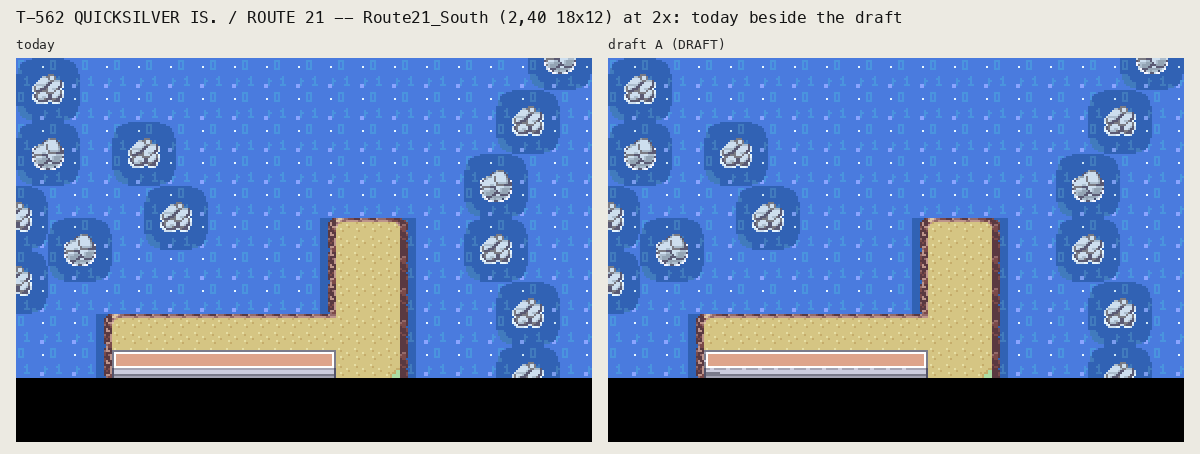 T-562 QUICKSILVER IS. / ROUTE 21 -- Route21_South (2,40 18x12) at 2x: today beside the draft
today
draft A (DRAFT)